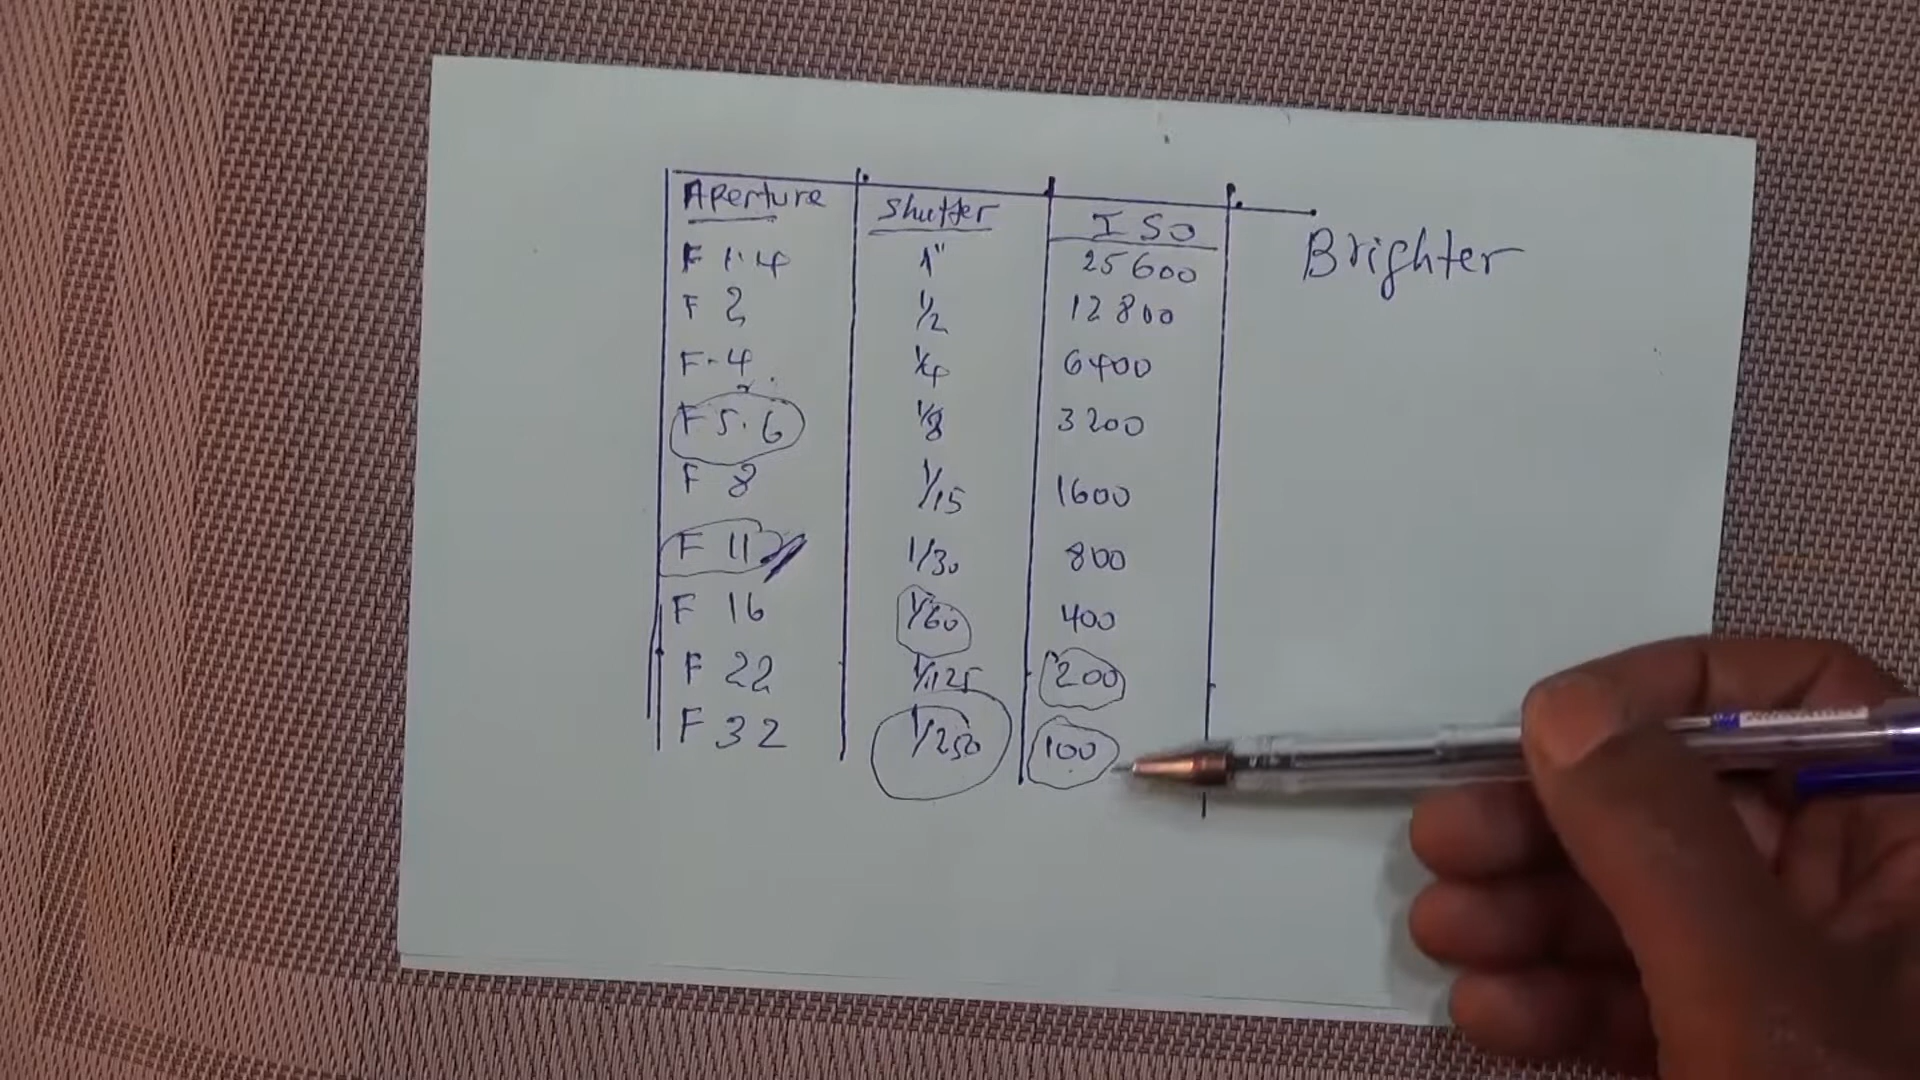 Aperture Shutter ISO
F 1.4 1" 25600 Brighter
F 2 1/2 12800
F-4 1/4 6400
F 5.6 1/8 3200
F 8 1/15 1600
F 11 1/30 800
F 16 1/60 400
F 22 1/125 200
F 32 1/250 100